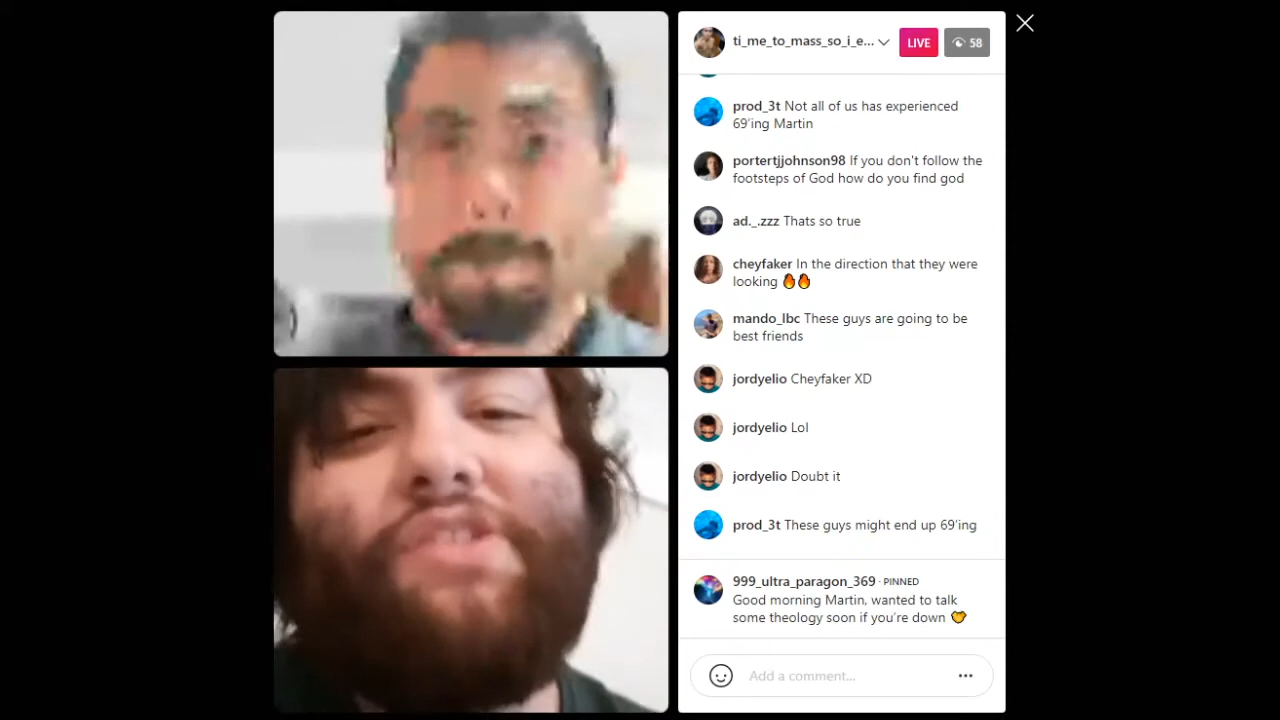 ti_me_to_mass_so_i_e...
LIVE
58
prod_3t Not all of us has experienced
69'ing Martin
portertjjohnson98 If you don't follow the
footsteps of God how do you find god
ad._.zzz Thats so true
cheyfaker In the direction that they were
looking 🔥🔥
mando_lbc These guys are going to be
best friends
jordyelio Cheyfaker XD
jordyelio Lol
jordyelio Doubt it
prod_3t These guys might end up 69'ing
999_ultra_paragon_369 · PINNED
Good morning Martin, wanted to talk
some theology soon if you're down
Add a comment...